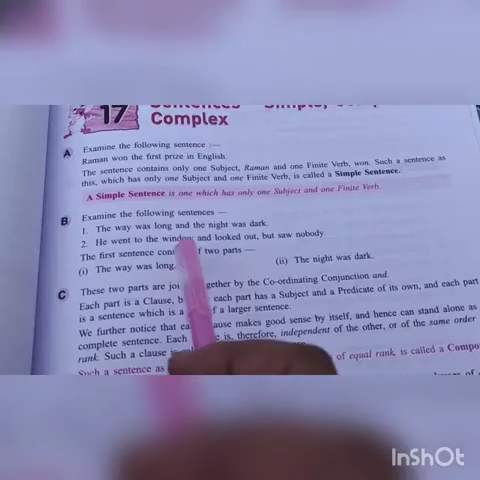 17
Sentences — Simple,
Complex
A Examine the following sentence :—
Raman won the first prize in English.
The sentence contains only one Subject, Raman and one Finite Verb, won. Such a sentence as
this, which has only one Subject and one Finite Verb, is called a Simple Sentence.
A Simple Sentence is one which has only one Subject and one Finite Verb.
B Examine the following sentences —
1. The way was long and the night was dark.
2. He went to the window and looked out, but saw nobody.
The first sentence of two parts —
(i) The way was long. (ii) The night was dark.
C These two parts are together by the Co-ordinating Conjunction and.
Each part is a Clause, each part has a Subject and a Predicate of its own, and each part
is a sentence which is a of a larger sentence.
We further notice that clause makes good sense by itself, and hence can stand alone as
complete sentence. Each is, therefore, independent of the other, or of the same order
rank. Such a clause of equal rank, is called a Compo
Such a sentence as
InShOt